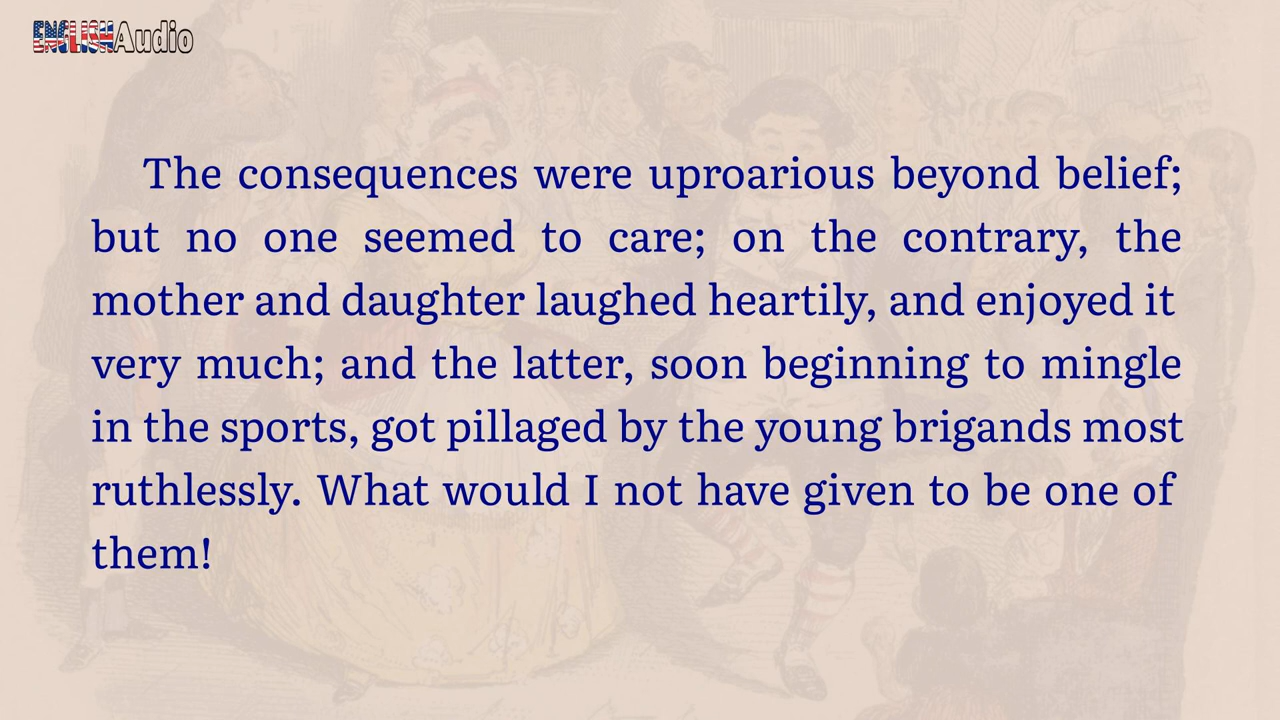 ENGLISHAudio
The consequences were uproarious beyond belief;
but no one seemed to care; on the contrary, the
mother and daughter laughed heartily, and enjoyed it
very much; and the latter, soon beginning to mingle
in the sports, got pillaged by the young brigands most
ruthlessly. What would I not have given to be one of
them!